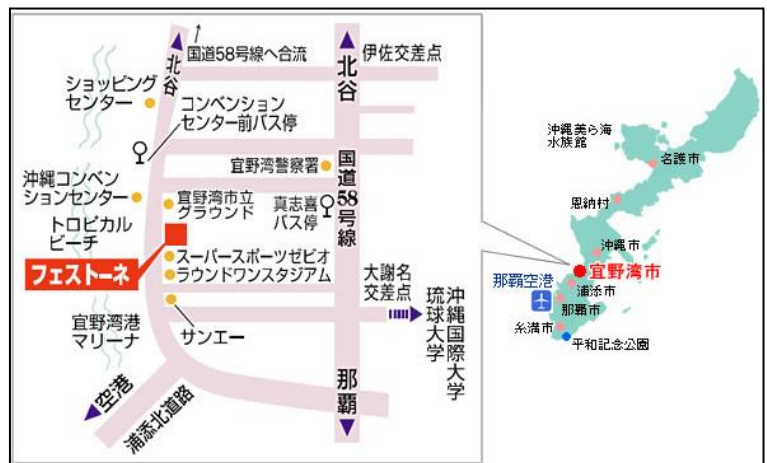 国道58号線へ合流
北谷
北谷
伊佐交差点
ショッピング
センター
コンベンション
センター前バス停
宜野湾警察署
国道58号線
沖縄コンベン
ションセンター
宜野湾市立
グラウンド
真志喜
バス停
トロピカル
ビーチ
フェストーネ
スーパースポーツゼビオ
ラウンドワンスタジアム
大謝名
交差点
宜野湾港
マリーナ
サンエー
沖縄国際大学
琉球大学
空港
浦添北道路
那覇
沖縄美ら海
水族館
名護市
恩納村
沖縄市
宜野湾市
那覇空港
浦添市
那覇市
糸満市
平和記念公園